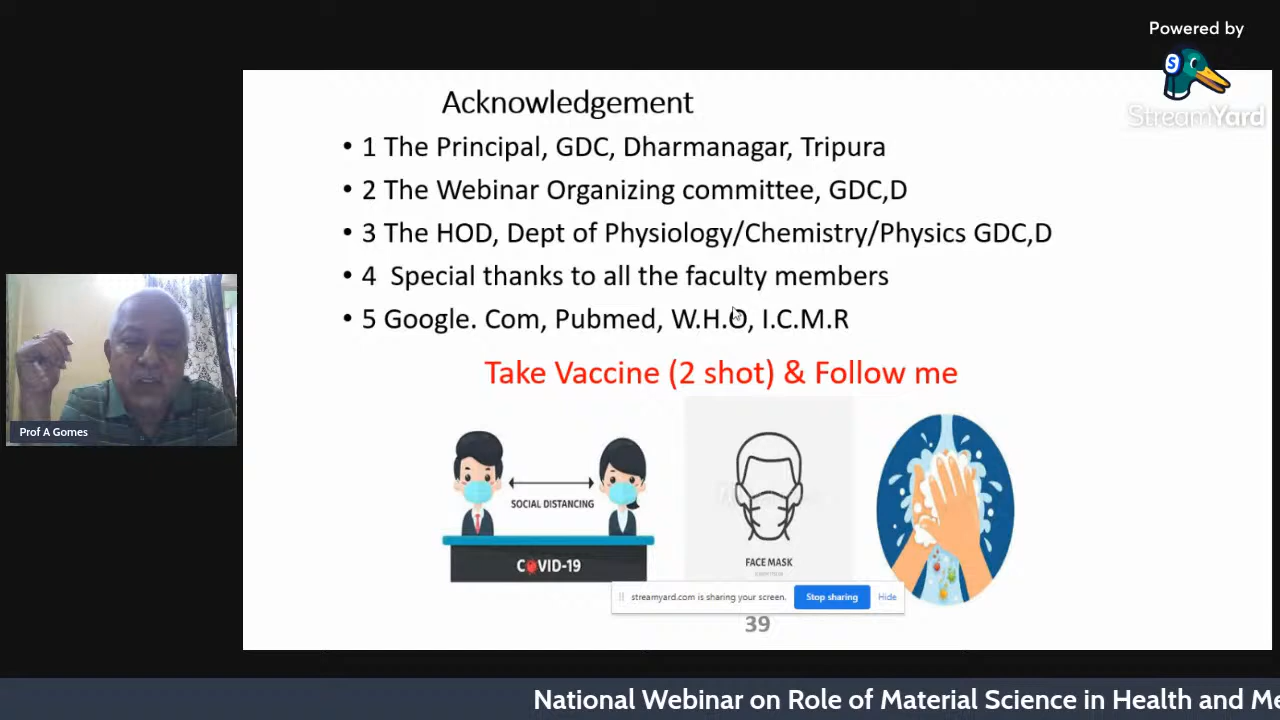 Powered by
StreamYard
Acknowledgement
• 1 The Principal, GDC, Dharmanagar, Tripura
• 2 The Webinar Organizing committee, GDC,D
• 3 The HOD, Dept of Physiology/Chemistry/Physics GDC,D
• 4 Special thanks to all the faculty members
• 5 Google. Com, Pubmed, W.H.O, I.C.M.R
Take Vaccine (2 shot) & Follow me
Prof A Gomes
SOCIAL DISTANCING
COVID-19
FACE MASK
streamyard.com is sharing your screen. Stop sharing Hide
39
National Webinar on Role of Material Science in Health and Me